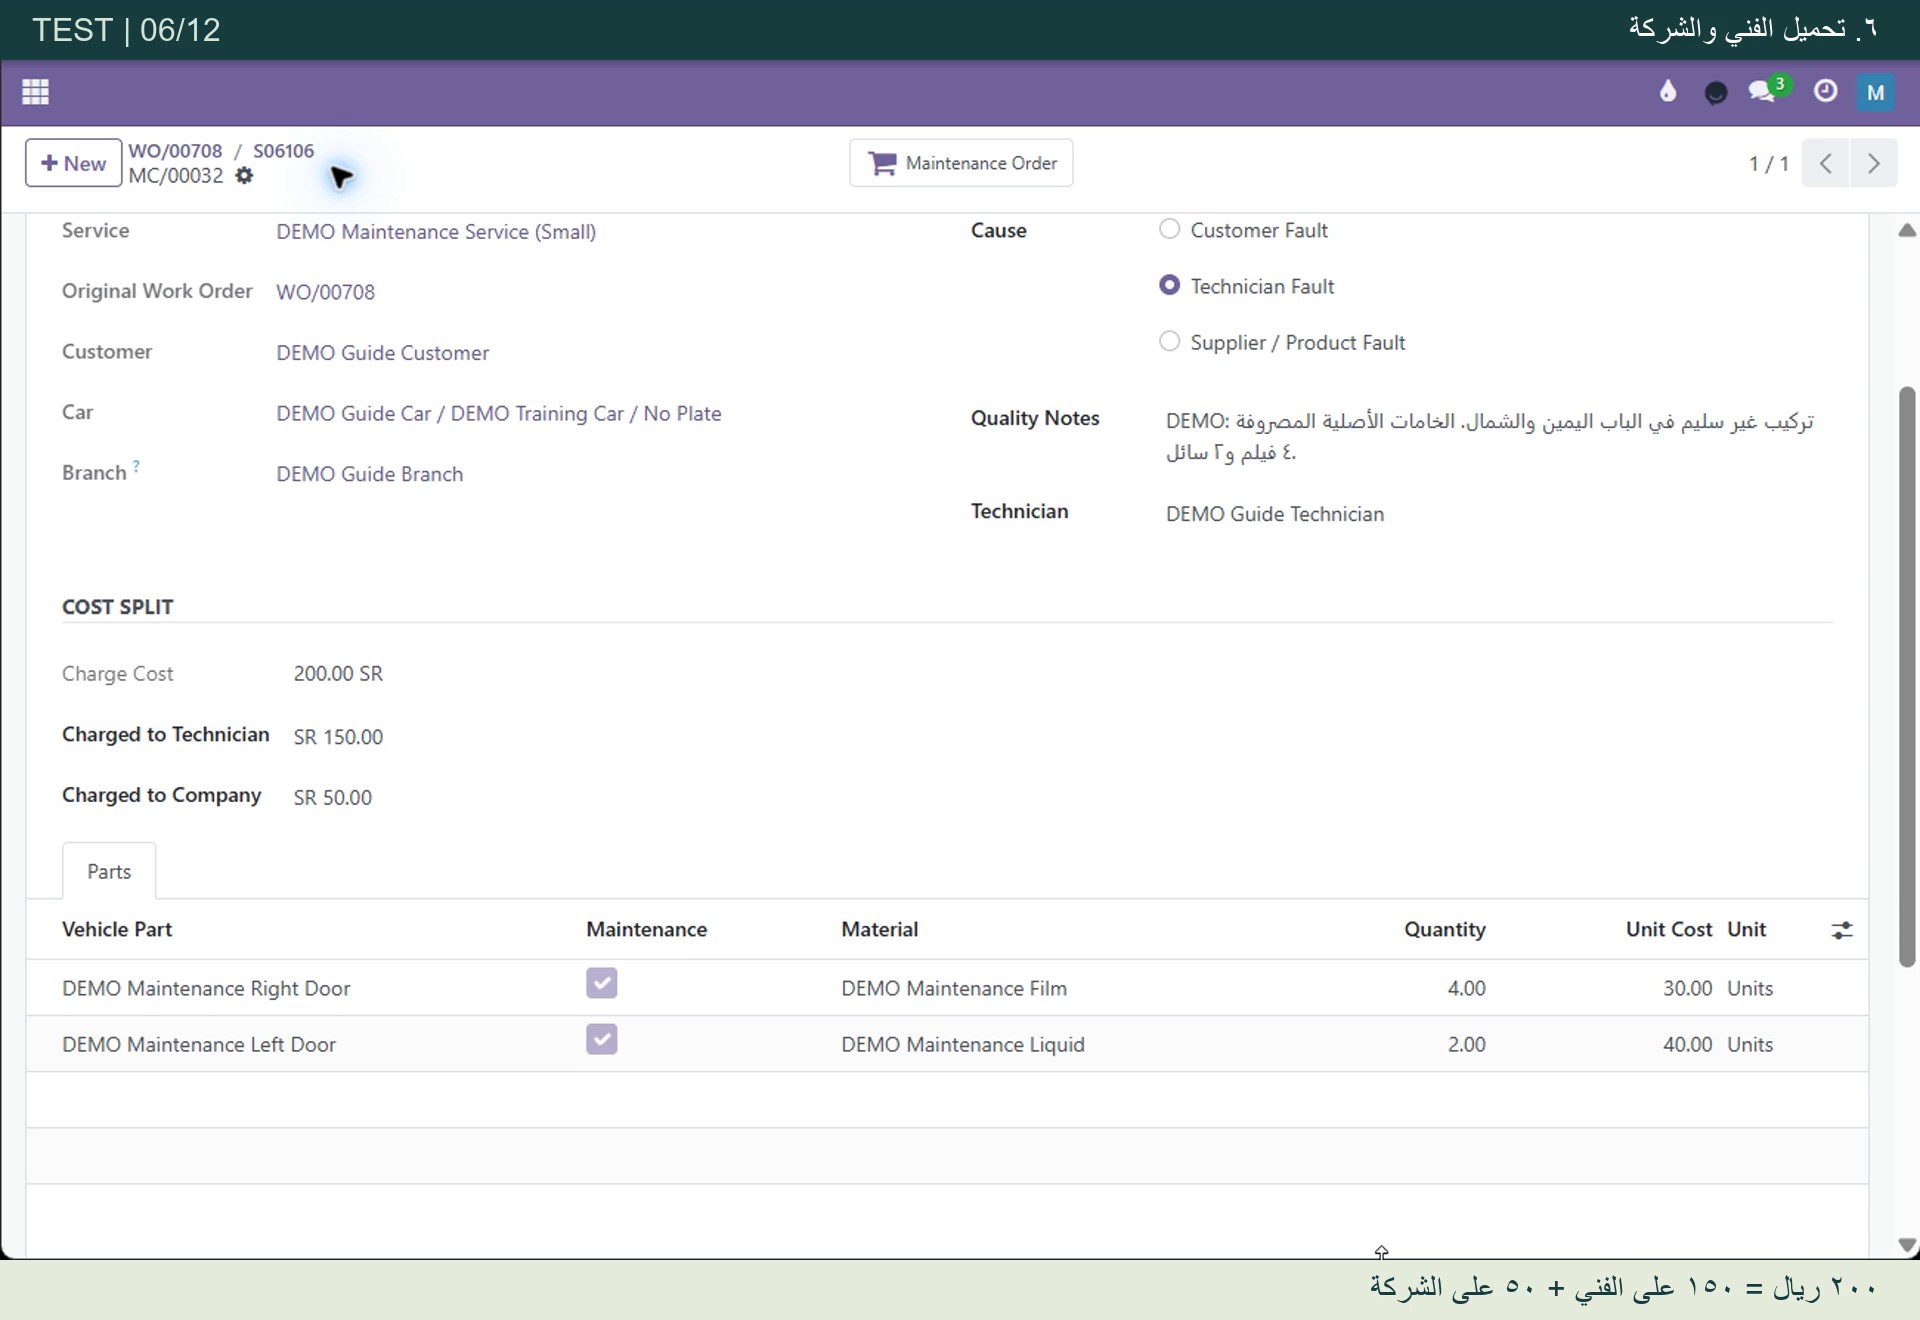 TEST | 06/12
٦. تحميل الفني والشركة
3
M
New
WO/00708 / S06106
MC/00032
Maintenance Order
1 / 1
Service
DEMO Maintenance Service (Small)
Original Work Order
WO/00708
Customer
DEMO Guide Customer
Car
DEMO Guide Car / DEMO Training Car / No Plate
Branch ?
DEMO Guide Branch
Cause
Customer Fault
Technician Fault
Supplier / Product Fault
Quality Notes
DEMO: تركيب غير سليم في الباب اليمين والشمال. الخامات الأصلية المصروفة
٤ فيلم و٢ سائل.
Technician
DEMO Guide Technician
COST SPLIT
Charge Cost
200.00 SR
Charged to Technician
SR 150.00
Charged to Company
SR 50.00
Parts
Vehicle Part Maintenance Material Quantity Unit Cost Unit
DEMO Maintenance Right Door DEMO Maintenance Film 4.00 30.00 Units
DEMO Maintenance Left Door DEMO Maintenance Liquid 2.00 40.00 Units
٢٠٠ ريال = ١٥٠ على الفني + ٥٠ على الشركة